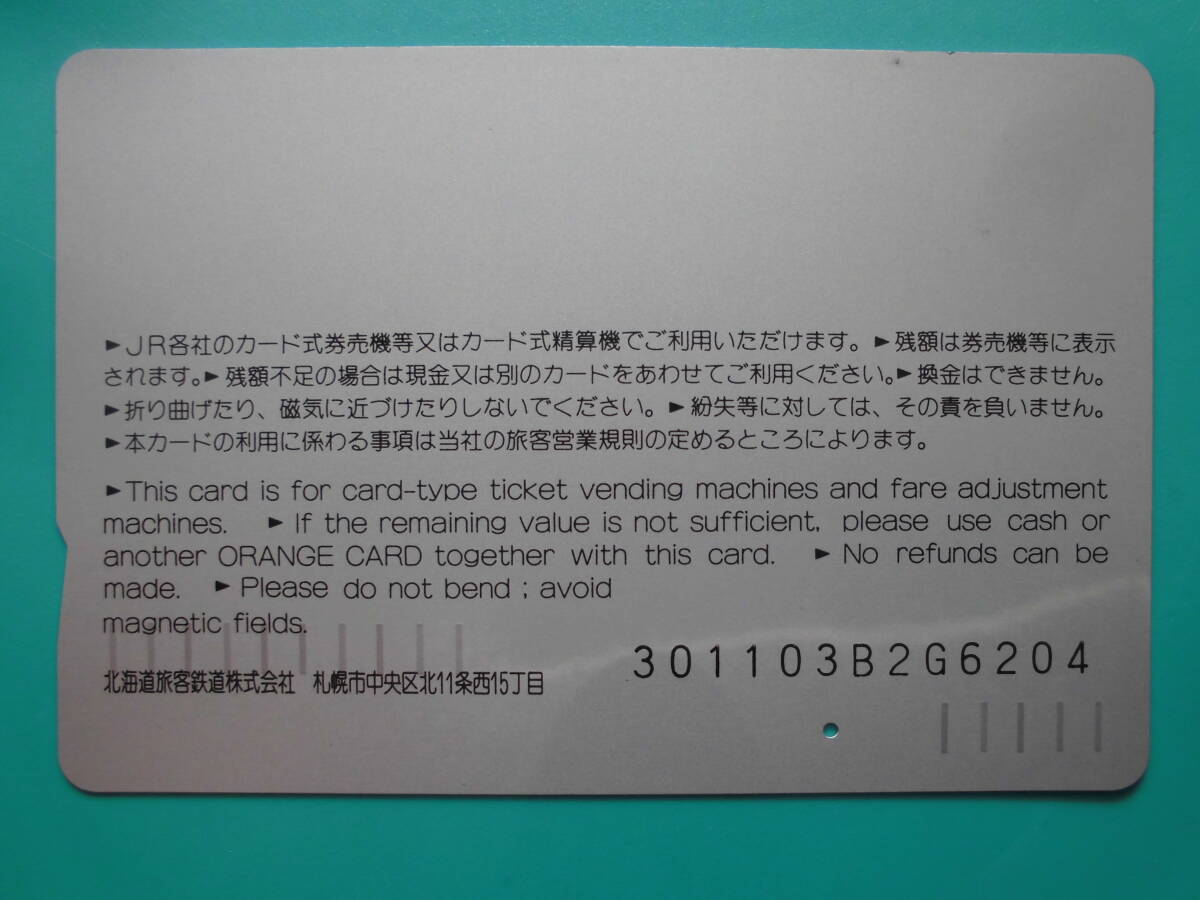 ►JR各社のカード式券売機等又はカード式精算機でご利用いただけます。►残額は券売機等に表示
されます。►残額不足の場合は現金又は別のカードをあわせてご利用ください。►換金はできません。
►折り曲げたり、磁気に近づけたりしないでください。►紛失等に対しては、その責を負いません。
►本カードの利用に係わる事項は当社の旅客営業規則の定めるところによります。
►This card is for card-type ticket vending machines and fare adjustment
machines. ►If the remaining value is not sufficient, please use cash or
another ORANGE CARD together with this card. ►No refunds can be
made. ►Please do not bend ; avoid
magnetic fields.
301103B2G6204
北海道旅客鉄道株式会社 札幌市中央区北11条西15丁目